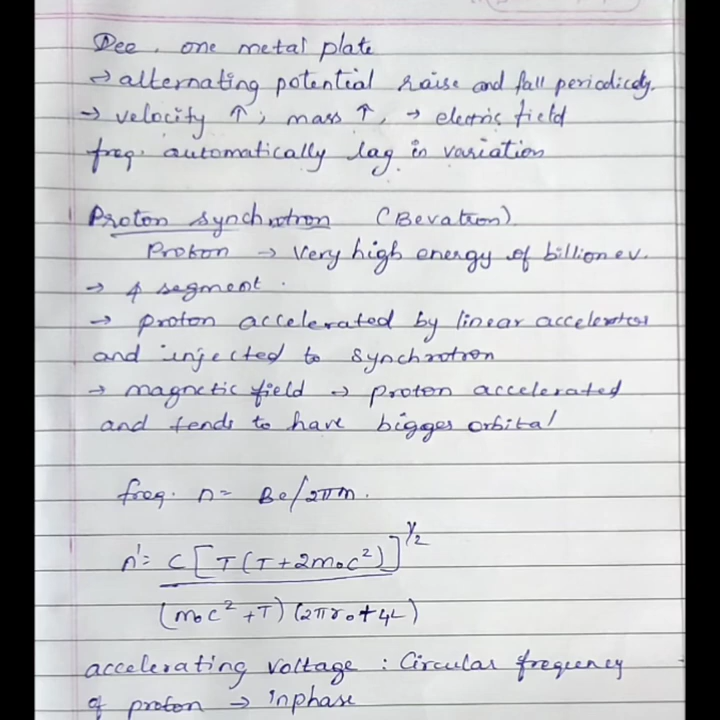 Dee, one metal plate
→ alternating potential raise and fall periodicaly.
→ velocity ↑; mass ↑, → electric field
freq. automatically lag in variation
Proton synchrotron (Bevatron)
Proton → very high energy of billion ev.
→ 4 segment.
→ proton accelerated by linear accelerators
and injected to synchrotron
→ magnetic field → proton accelerated
and tends to have bigger orbital
freq. n = Be/2πm.
n' = C[T(T+2m₀c²)]^1/2
(m₀c² + T) (2πr₀ + 4L)
accelerating voltage : Circular frequency
of proton → Inphase